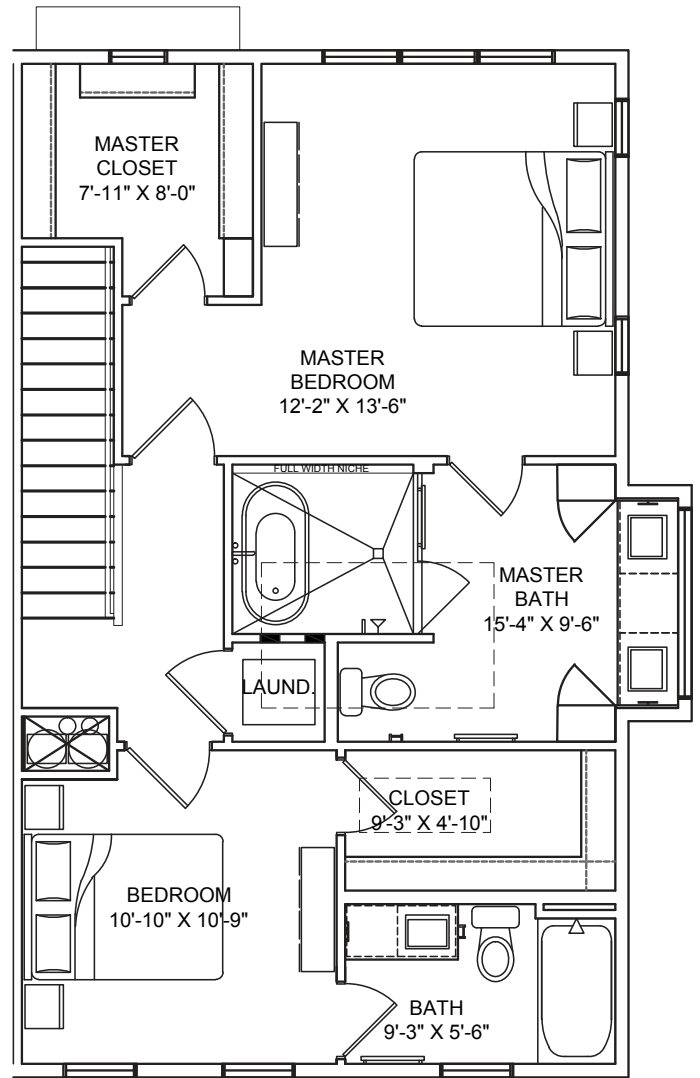 MASTER
CLOSET
7'-11" X 8'-0"
MASTER
BEDROOM
12'-2" X 13'-6"
FULL WIDTH NICHE
MASTER
BATH
15'-4" X 9'-6"
LAUND.
CLOSET
9'-3" X 4'-10"
BEDROOM
10'-10" X 10'-9"
BATH
9'-3" X 5'-6"